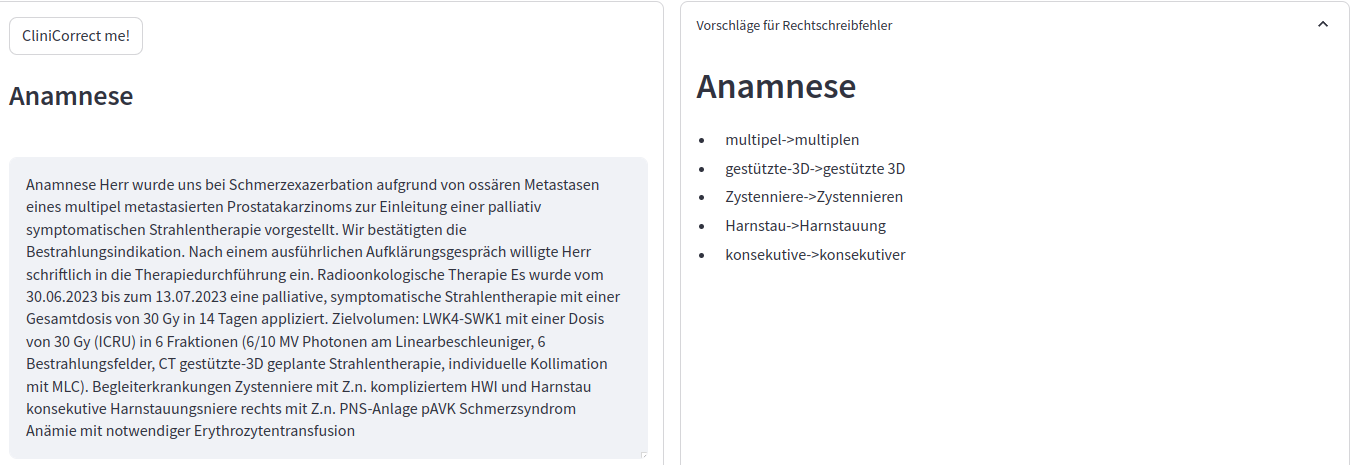 CliniCorrect me!
Anamnese
Anamnese Herr wurde uns bei Schmerzexazerbation aufgrund von ossären Metastasen
eines multipel metastasierten Prostatakarzinoms zur Einleitung einer palliativ
symptomatischen Strahlentherapie vorgestellt. Wir bestätigten die
Bestrahlungsindikation. Nach einem ausführlichen Aufklärungsgespräch willigte Herr
schriftlich in die Therapiedurchführung ein. Radioonkologische Therapie Es wurde vom
30.06.2023 bis zum 13.07.2023 eine palliative, symptomatische Strahlentherapie mit einer
Gesamtdosis von 30 Gy in 14 Tagen appliziert. Zielvolumen: LWK4-SWK1 mit einer Dosis
von 30 Gy (ICRU) in 6 Fraktionen (6/10 MV Photonen am Linearbeschleuniger, 6
Bestrahlungsfelder, CT gestützte-3D geplante Strahlentherapie, individuelle Kollimation
mit MLC). Begleiterkrankungen Zystenniere mit Z.n. kompliziertem HWI und Harnstau
konsekutive Harnstauungsniere rechts mit Z.n. PNS-Anlage pAVK Schmerzsyndrom
Anämie mit notwendiger Erythrozytentransfusion
Vorschläge für Rechtschreibfehler
Anamnese
• multipel->multiplen
• gestützte-3D->gestützte 3D
• Zystenniere->Zystennieren
• Harnstau->Harnstauung
• konsekutive->konsekutiver